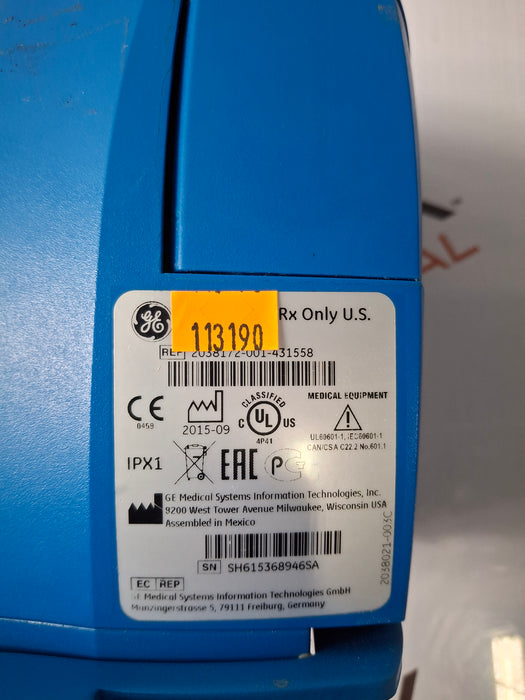 GE
113190
Rx Only U.S.
REF 2038172-001-431558
CE
0459
2015-09
CLASSIFIED
C UL US
4P41
MEDICAL EQUIPMENT
UL60601-1, IEC60601-1
CAN/CSA C22.2 No.601.1
IPX1
EAC
GE Medical Systems Information Technologies, Inc.
9200 West Tower Avenue Milwaukee, Wisconsin USA
Assembled in Mexico
SN SH615368946SA
2038021-003C
EC REP
GE Medical Systems Information Technologies GmbH
Munzingerstrasse 5, 79111 Freiburg, Germany
AL